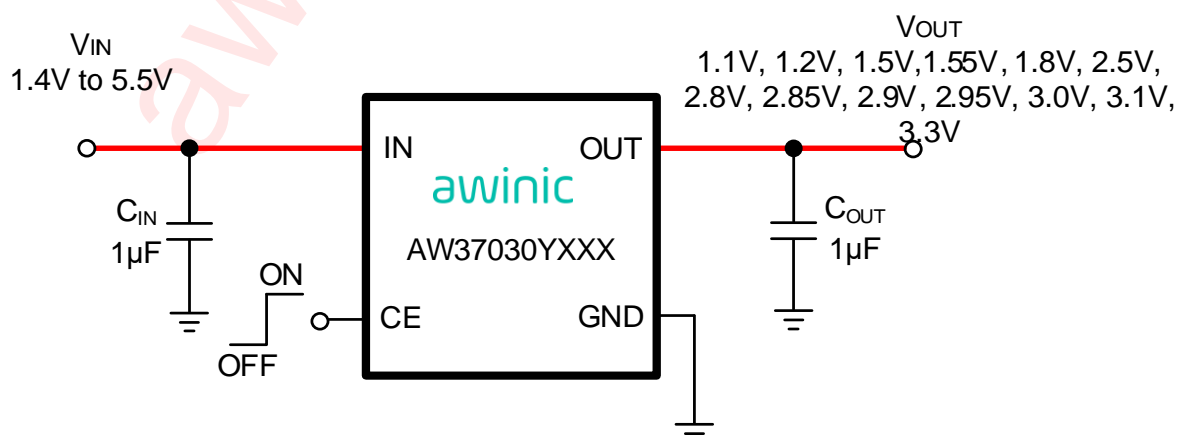 VIN
1.4V to 5.5V
VOUT
1.1V, 1.2V, 1.5V,1.55V, 1.8V, 2.5V,
2.8V, 2.85V, 2.9V, 2.95V, 3.0V, 3.1V,
3.3V
IN
OUT
awinic
AW37030YXXX
CIN
1µF
COUT
1µF
ON
OFF
CE
GND
aw